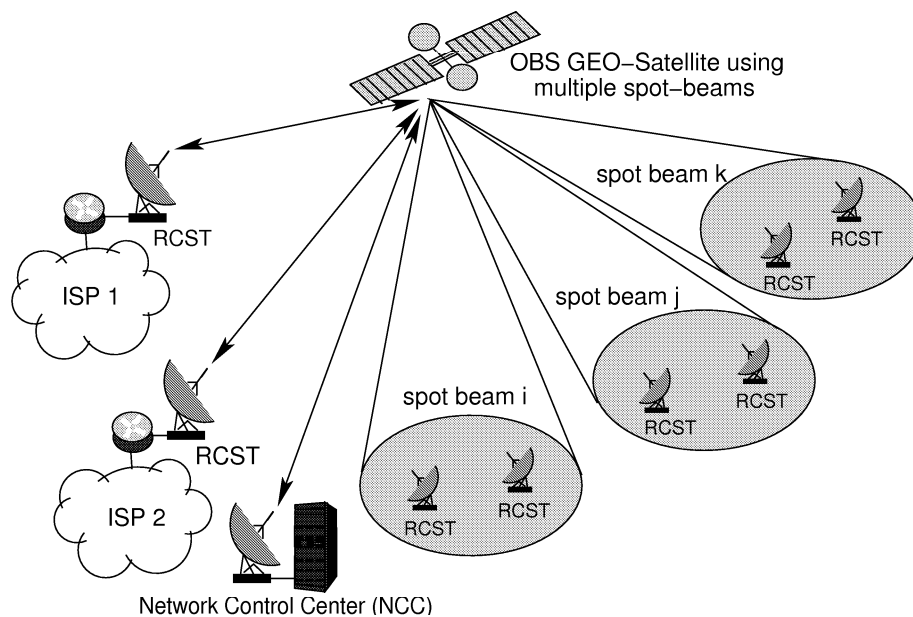 OBS GEO−Satellite using
multiple spot−beams
spot beam k
RCST
RCST
RCST
ISP 1
spot beam j
RCST
RCST
spot beam i
RCST
RCST
RCST
ISP 2
Network Control Center (NCC)